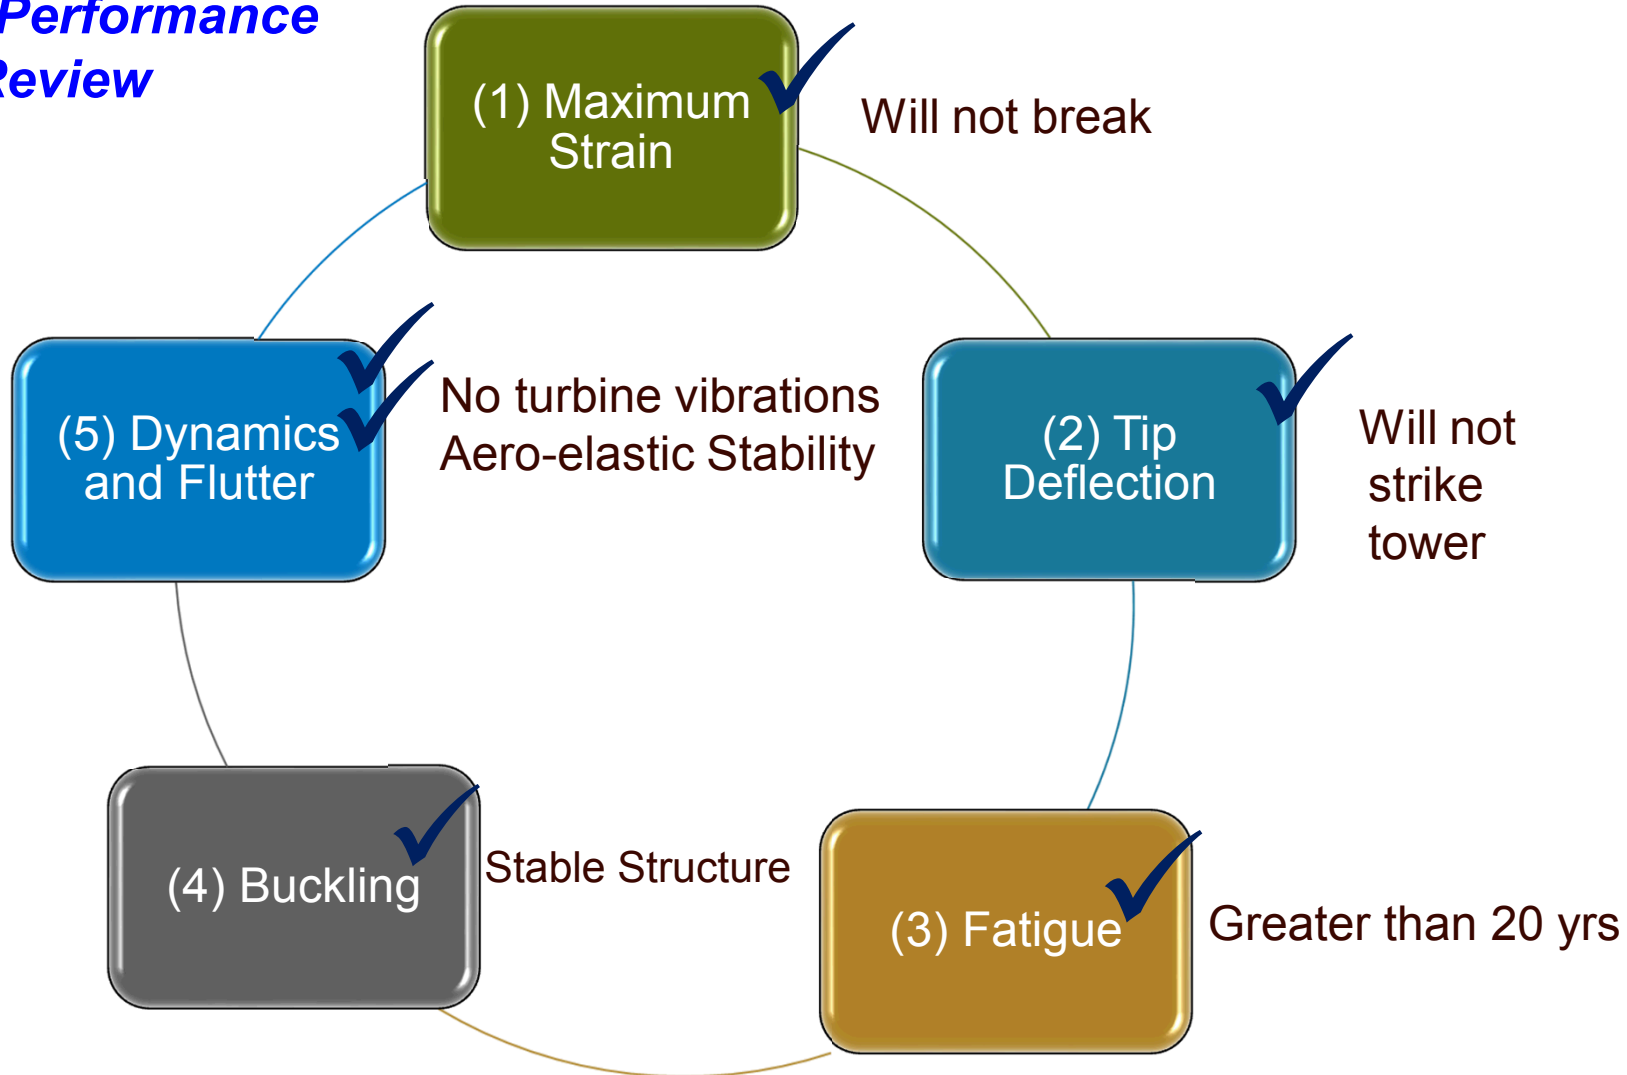 Performance
Review
(1) Maximum
Strain
Will not break
(2) Tip
Deflection
Will not
strike
tower
(3) Fatigue
Greater than 20 yrs
(4) Buckling
Stable Structure
(5) Dynamics
and Flutter
No turbine vibrations
Aero-elastic Stability